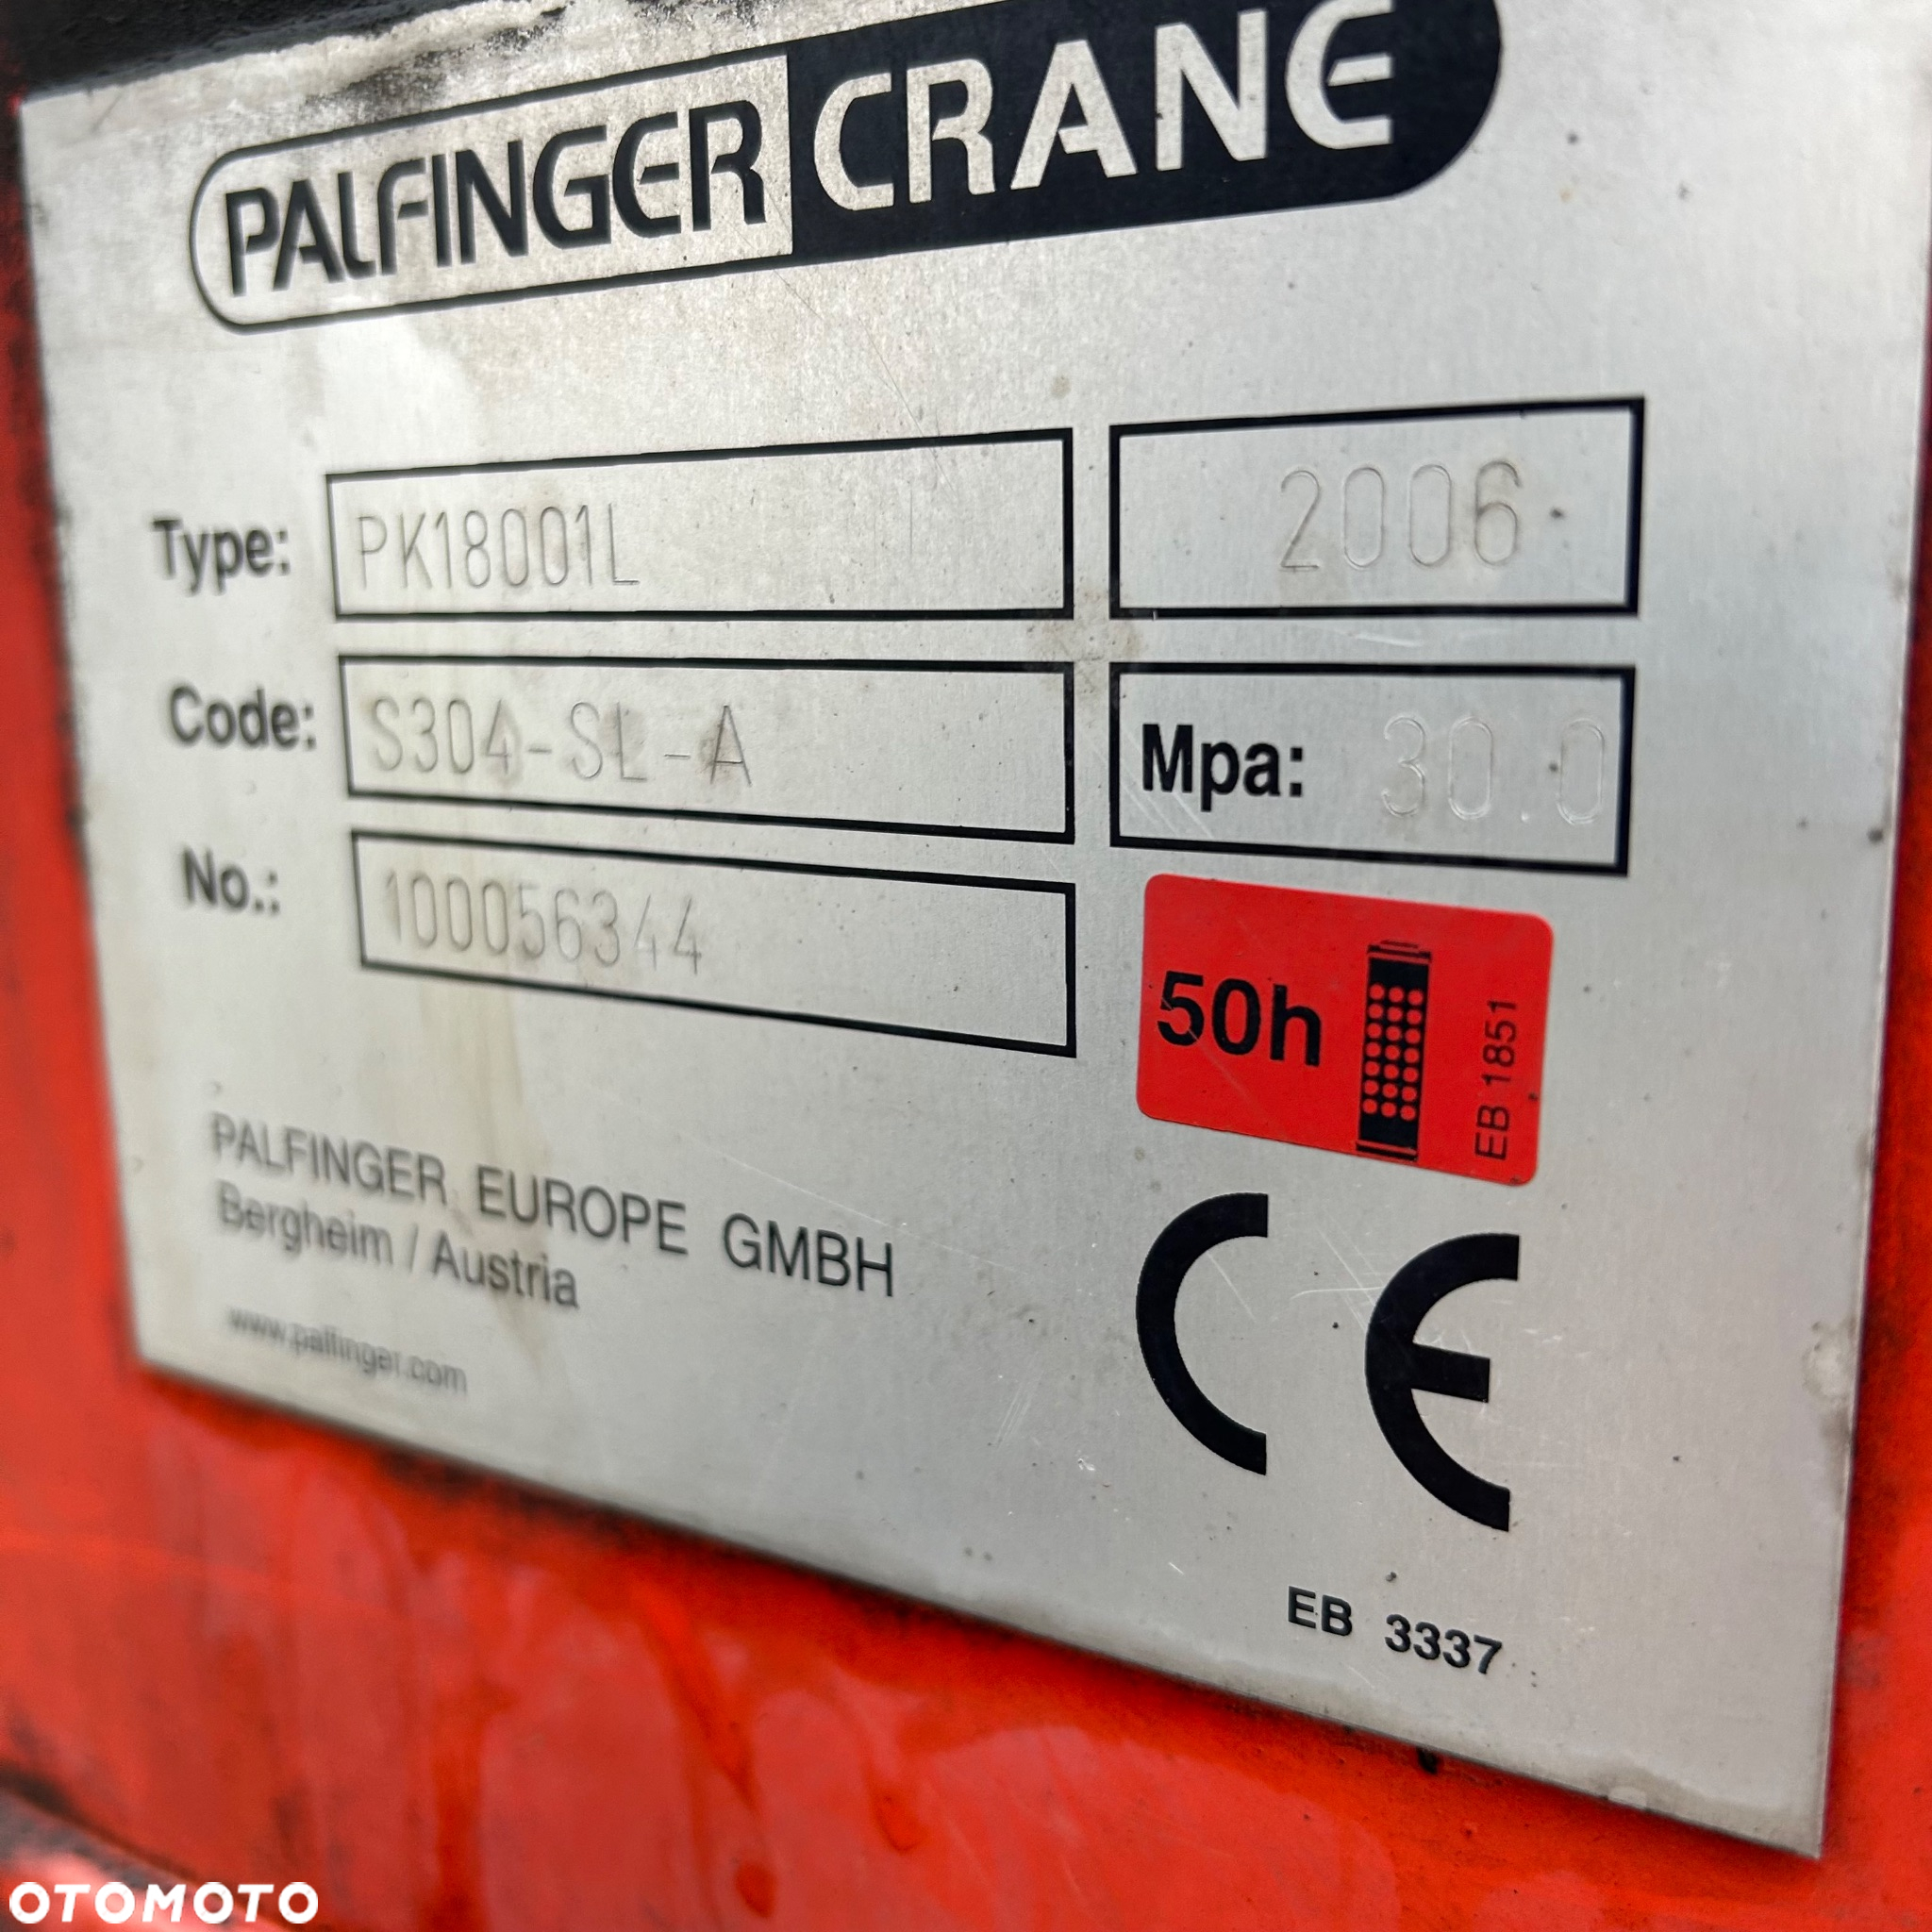 PALFINGER CRANE
Type: PK18001L 2006
Code: S304-SL-A Mpa: 30.0
No.: 100056344
50h EB 1851
PALFINGER EUROPE GMBH
Bergheim / Austria
www.palfinger.com
CE
EB 3337
OTOMOTO